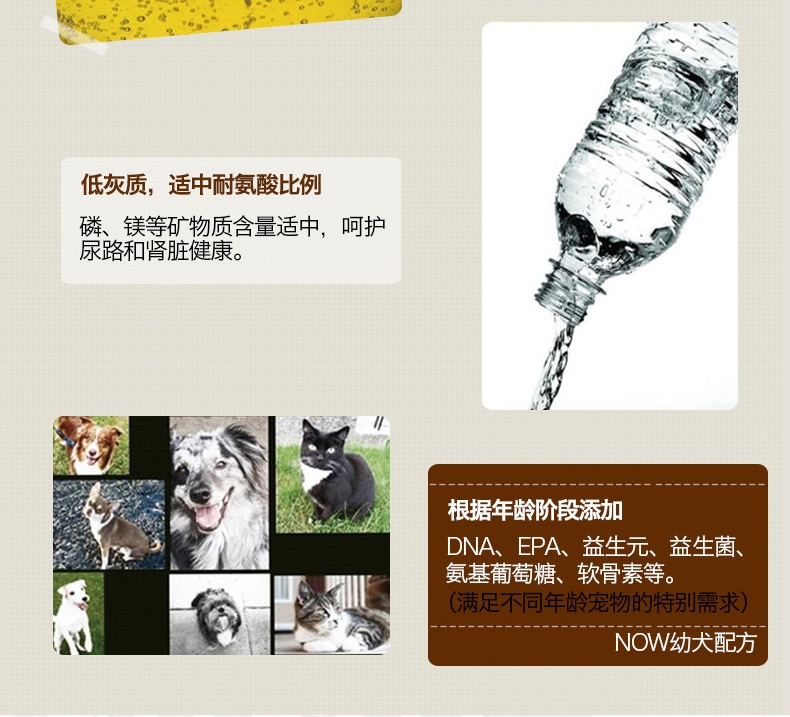 低灰质，适中耐氨酸比例
磷、镁等矿物质含量适中，呵护
尿路和肾脏健康。
根据年龄阶段添加
DNA、EPA、益生元、益生菌、
氨基葡萄糖、软骨素等。
（满足不同年龄宠物的特别需求）
NOW幼犬配方